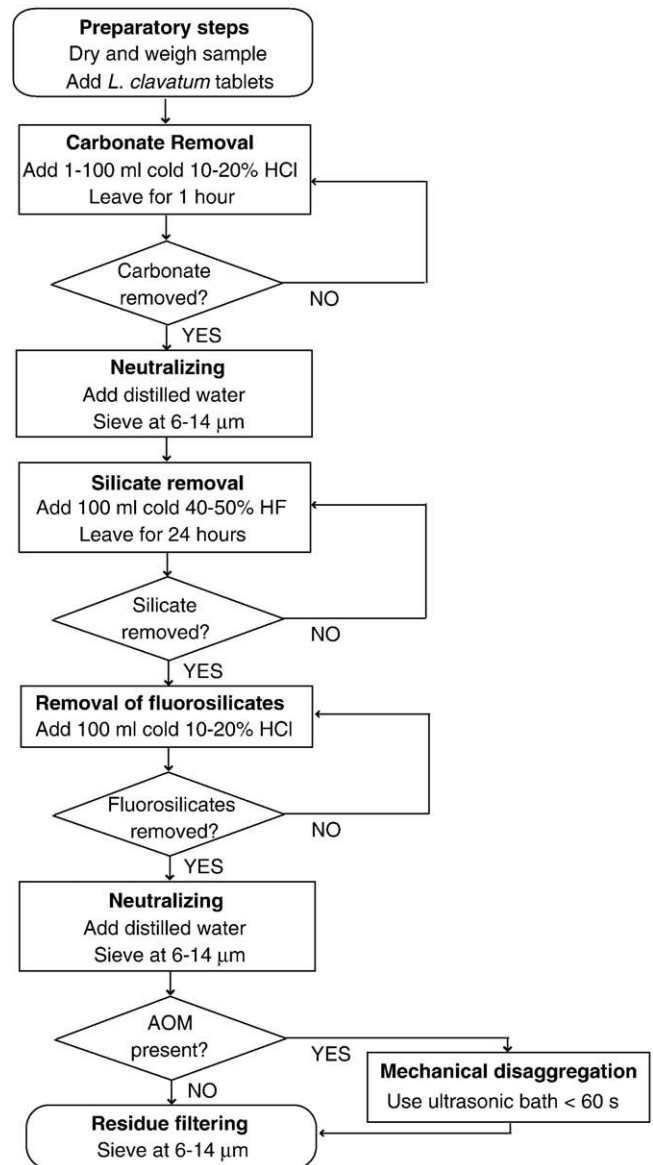 Preparatory steps
Dry and weigh sample
Add L. clavatum tablets
Carbonate Removal
Add 1-100 ml cold 10-20% HCl
Leave for 1 hour
Carbonate
removed?
NO
YES
Neutralizing
Add distilled water
Sieve at 6-14 μm
Silicate removal
Add 100 ml cold 40-50% HF
Leave for 24 hours
Silicate
removed?
NO
YES
Removal of fluorosilicates
Add 100 ml cold 10-20% HCl
Fluorosilicates
removed?
NO
YES
Neutralizing
Add distilled water
Sieve at 6-14 μm
AOM
present?
YES
NO
Mechanical disaggregation
Use ultrasonic bath < 60 s
Residue filtering
Sieve at 6-14 μm